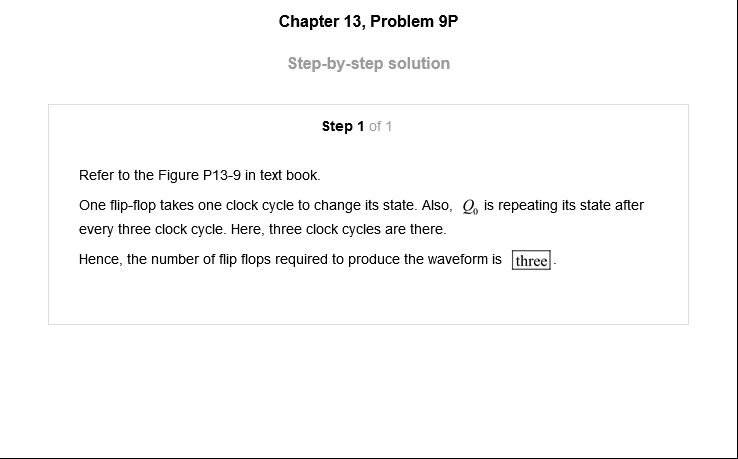 Chapter 13, Problem 9P
Step-by-step solution
Step 1 of 1
Refer to the Figure P13-9 in text book.
One flip-flop takes one clock cycle to change its state. Also, Q₀ is repeating its state after
every three clock cycle. Here, three clock cycles are there.
Hence, the number of flip flops required to produce the waveform is three.